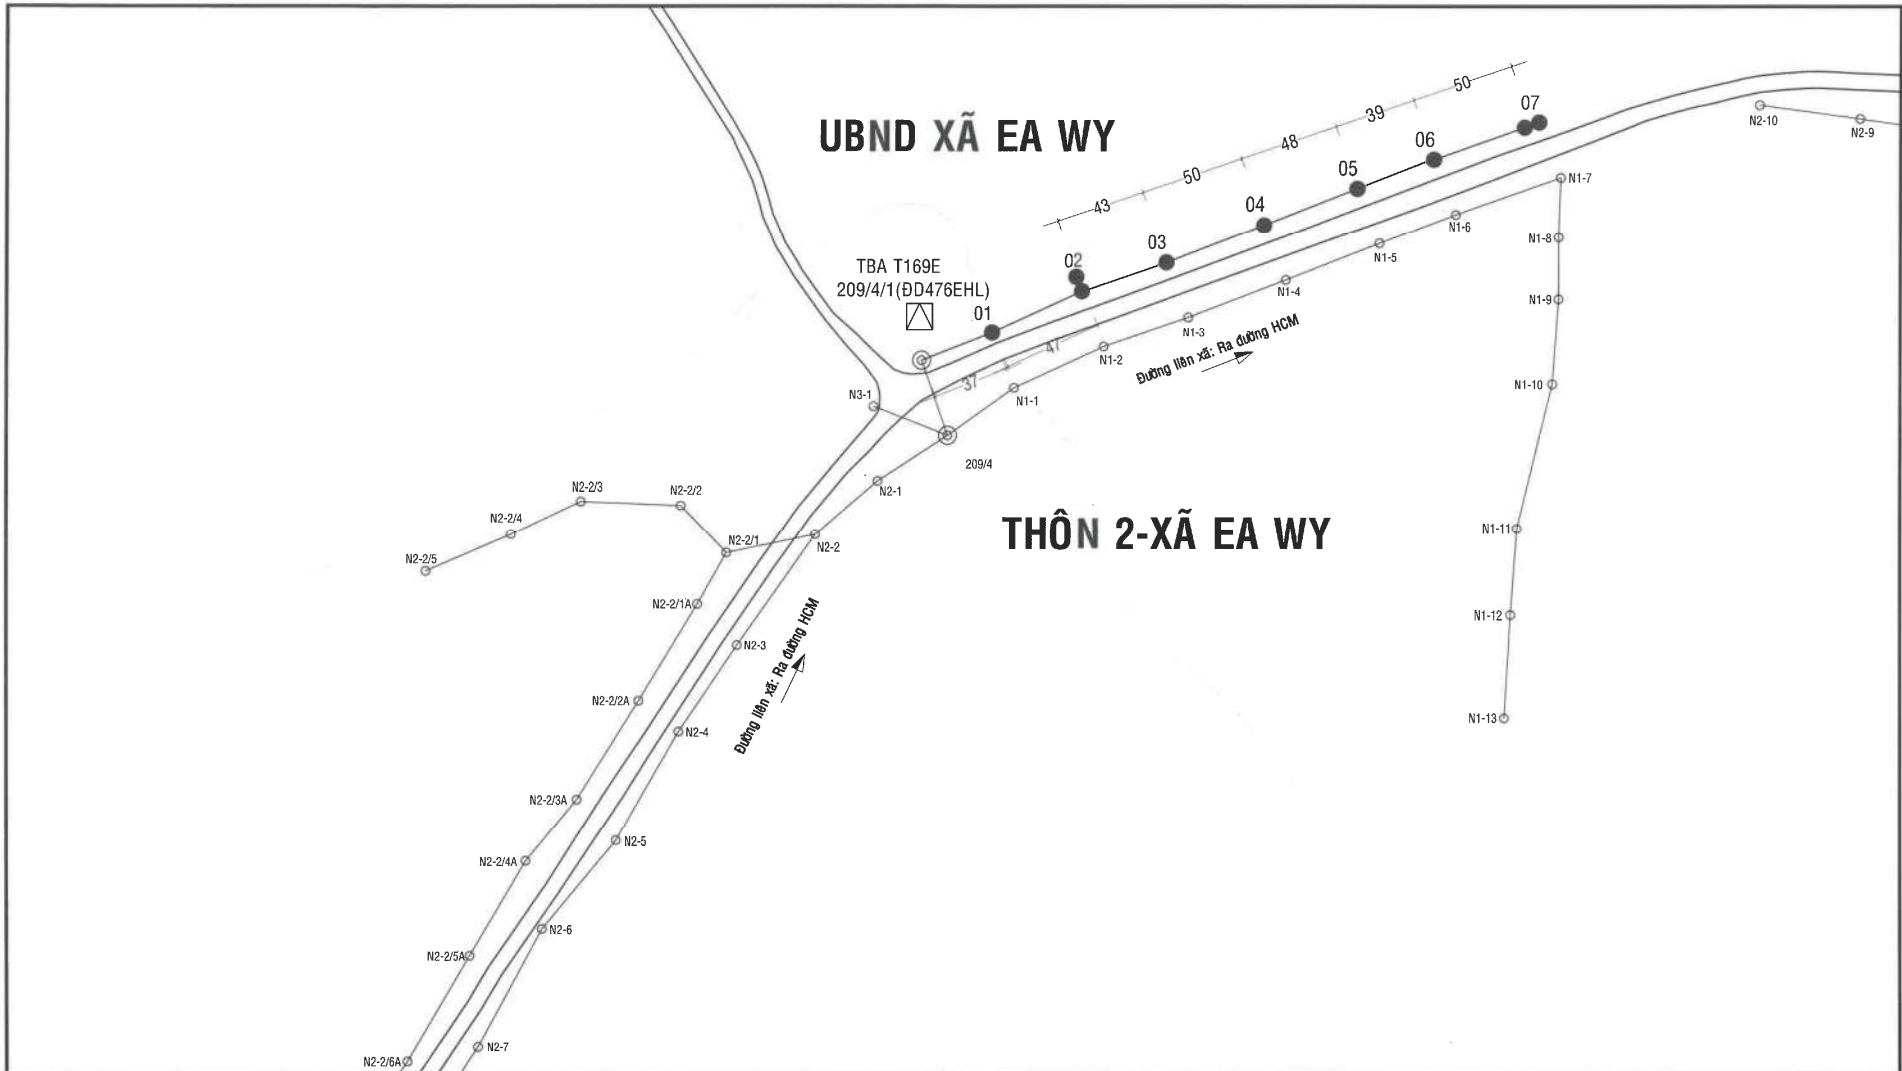 50
07
39
48
50
43
UBND XÃ EA WY
06
05
04
03
02
01
TBA T169E
209/4/1(ĐD476EHL)
N2-10
N2-9
N1-7
N1-6
N1-8
N1-5
N1-4
N1-9
N1-3
Đường liên xã: Ra đường HCM
47
N1-2
37
N1-1
N1-10
N3-1
209/4
N2-1
N2-2/3
N2-2/2
N2-2/4
THÔN 2-XÃ EA WY
N1-11
N2-2/1
N2-2
N2-2/5
N2-2/1A
N1-12
N2-3
Đường liên xã: Ra đường HCM
N2-2/2A
N1-13
N2-4
N2-2/3A
N2-5
N2-2/4A
N2-6
N2-2/5A
N2-7
N2-2/6A